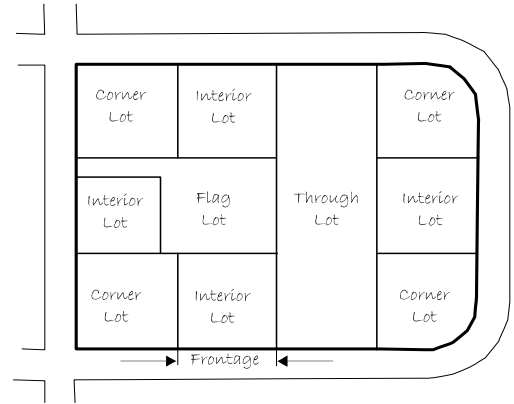 Corner
Lot
Interior
Lot
Corner
Lot
Interior
Lot
Flag
Lot
Through
Lot
Interior
Lot
Corner
Lot
Interior
Lot
Corner
Lot
Frontage